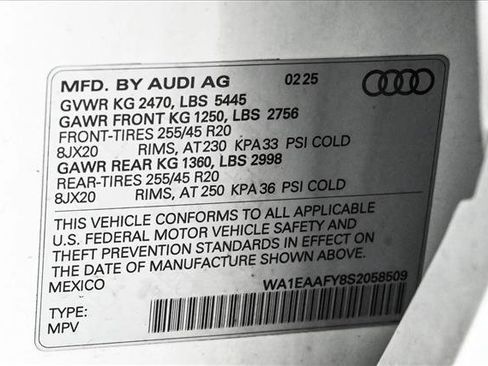 MFD. BY AUDI AG 02 25
GVWR KG 2470, LBS 5445
GAWR FRONT KG 1250, LBS 2756
FRONT-TIRES 255/45 R20
8JX20 RIMS, AT 230 KPA 33 PSI COLD
GAWR REAR KG 1360, LBS 2998
REAR-TIRES 255/45 R20
8JX20 RIMS, AT 250 KPA 36 PSI COLD
THIS VEHICLE CONFORMS TO ALL APPLICABLE
U.S. FEDERAL MOTOR VEHICLE SAFETY AND
THEFT PREVENTION STANDARDS IN EFFECT ON
THE DATE OF MANUFACTURE SHOWN ABOVE.
MEXICO WA1EAAFY8S2058509
TYPE:
MPV